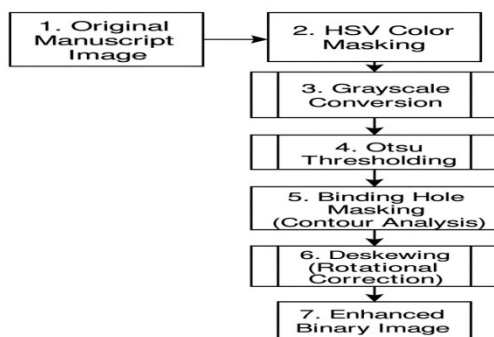 1. Original
Manuscript
Image
2. HSV Color
Masking
3. Grayscale
Conversion
4. Otsu
Thresholding
5. Binding Hole
Masking
(Contour Analysis)
6. Deskewing
(Rotational
Correction)
7. Enhanced
Binary Image